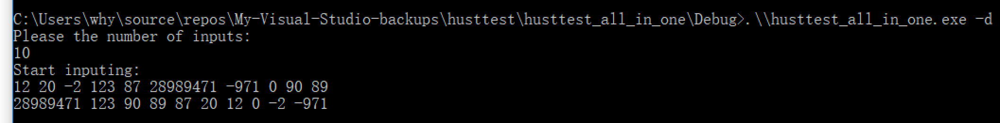 C:\Users\why\source\repos\My-Visual-Studio-backups\husttest\husttest_all_in_one\Debug>.\\husttest_all_in_one.exe -d
Please the number of inputs:
10
Start inputing:
12 20 -2 123 87 28989471 -971 0 90 89
28989471 123 90 89 87 20 12 0 -2 -971